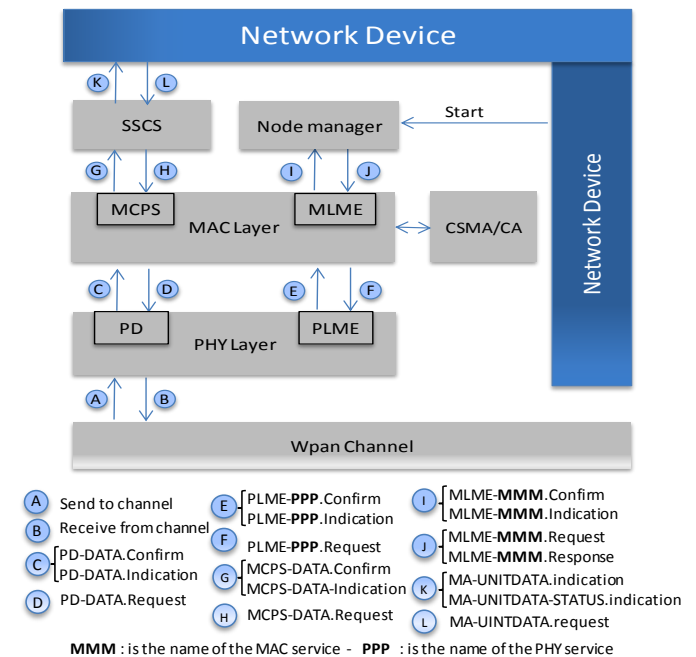 Network Device
K
L
SSCS
Node manager
Start
G
H
I
J
MCPS
MLME
MAC Layer
CSMA/CA
Network Device
C
D
E
F
PD
PLME
PHY Layer
A
B
Wpan Channel
A Send to channel
B Receive from channel
C PD-DATA.Confirm
PD-DATA.Indication
D PD-DATA.Request
E PLME-PPP.Confirm
PLME-PPP.Indication
F PLME-PPP.Request
G MCPS-DATA.Confirm
MCPS-DATA-Indication
H MCPS-DATA.Request
I MLME-MMM.Confirm
MLME-MMM.Indication
J MLME-MMM.Request
MLME-MMM.Response
K MA-UNITDATA.indication
MA-UNITDATA-STATUS.indication
L MA-UINTDATA.request
MMM : is the name of the MAC service - PPP : is the name of the PHY service